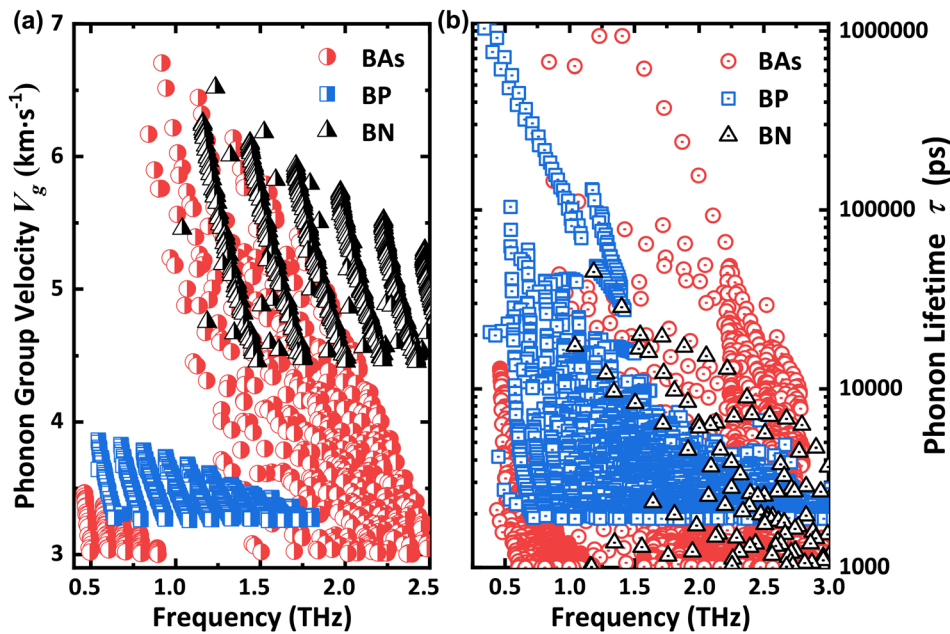 (a)
Phonon Group Velocity V_g (km·s⁻¹)
7
6
5
4
3
BAs
BP
BN
0.5 1.0 1.5 2.0 2.5
Frequency (THz)
(b)
BAs
BP
BN
1000000
100000
10000
1000
Phonon Lifetime τ (ps)
0.5 1.0 1.5 2.0 2.5 3.0
Frequency (THz)